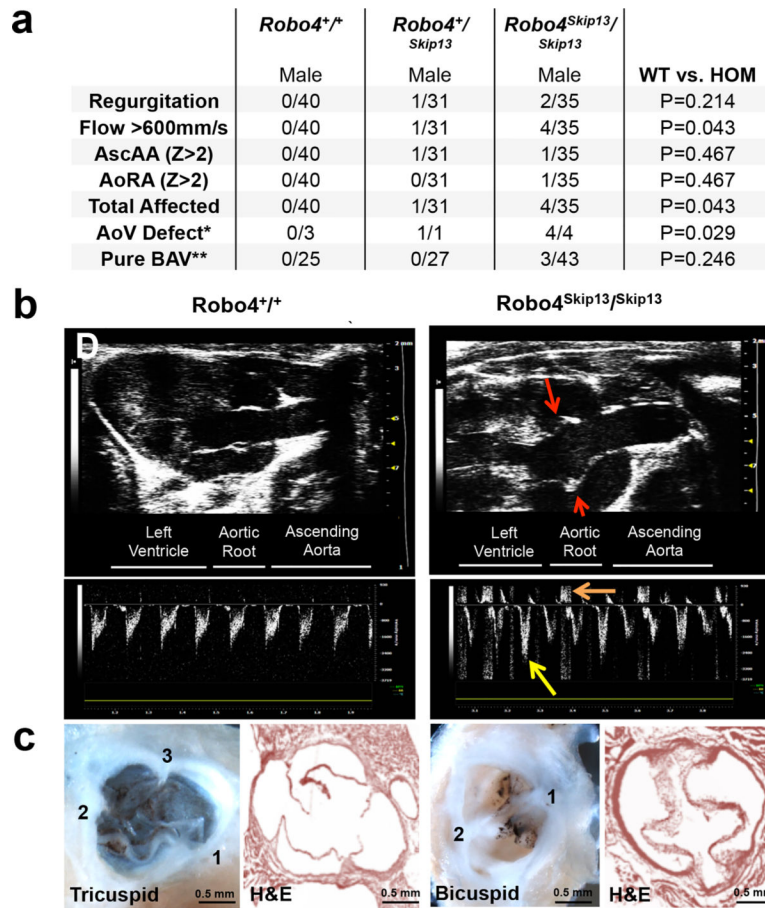 a
Robo4+/+ Robo4+/Skip13 Robo4Skip13/Skip13
Male Male Male WT vs. HOM
Regurgitation 0/40 1/31 2/35 P=0.214
Flow >600mm/s 0/40 1/31 4/35 P=0.043
AscAA (Z>2) 0/40 1/31 1/35 P=0.467
AoRA (Z>2) 0/40 0/31 1/35 P=0.467
Total Affected 0/40 1/31 4/35 P=0.043
AoV Defect* 0/3 1/1 4/4 P=0.029
Pure BAV** 0/25 0/27 3/43 P=0.246
b
Robo4+/+ Robo4Skip13/Skip13
D
Left Ventricle Aortic Root Ascending Aorta
Left Ventricle Aortic Root Ascending Aorta
c
3
2
1
Tricuspid 0.5 mm
H&E 0.5 mm
1
2
Bicuspid 0.5 mm
H&E 0.5 mm